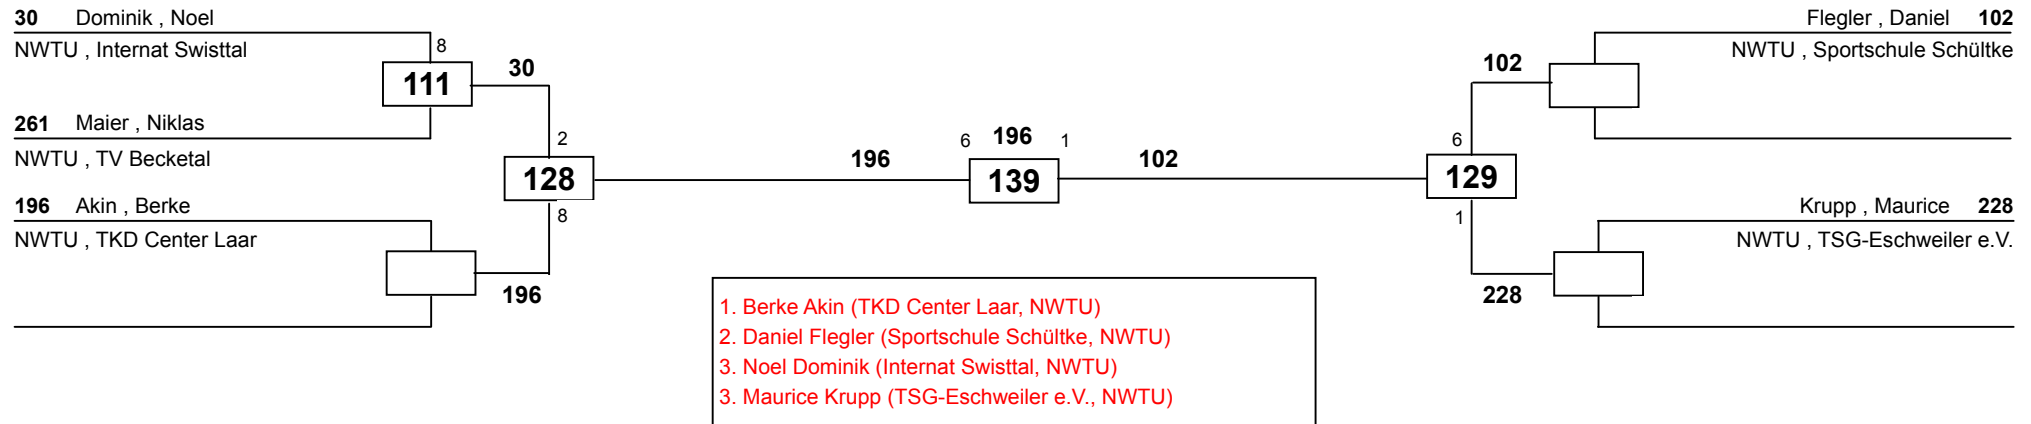 30 Dominik , Noel
NWTU , Internat Swisttal
8
111
30
261 Maier , Niklas
NWTU , TV Becketal
2
128
8
196 Akin , Berke
NWTU , TKD Center Laar
196
196
6 196 1
139
102
Flegler , Daniel 102
NWTU , Sportschule Schültke
102
6
129
1
Krupp , Maurice 228
NWTU , TSG-Eschweiler e.V.
228
1. Berke Akin (TKD Center Laar, NWTU)
2. Daniel Flegler (Sportschule Schültke, NWTU)
3. Noel Dominik (Internat Swisttal, NWTU)
3. Maurice Krupp (TSG-Eschweiler e.V., NWTU)